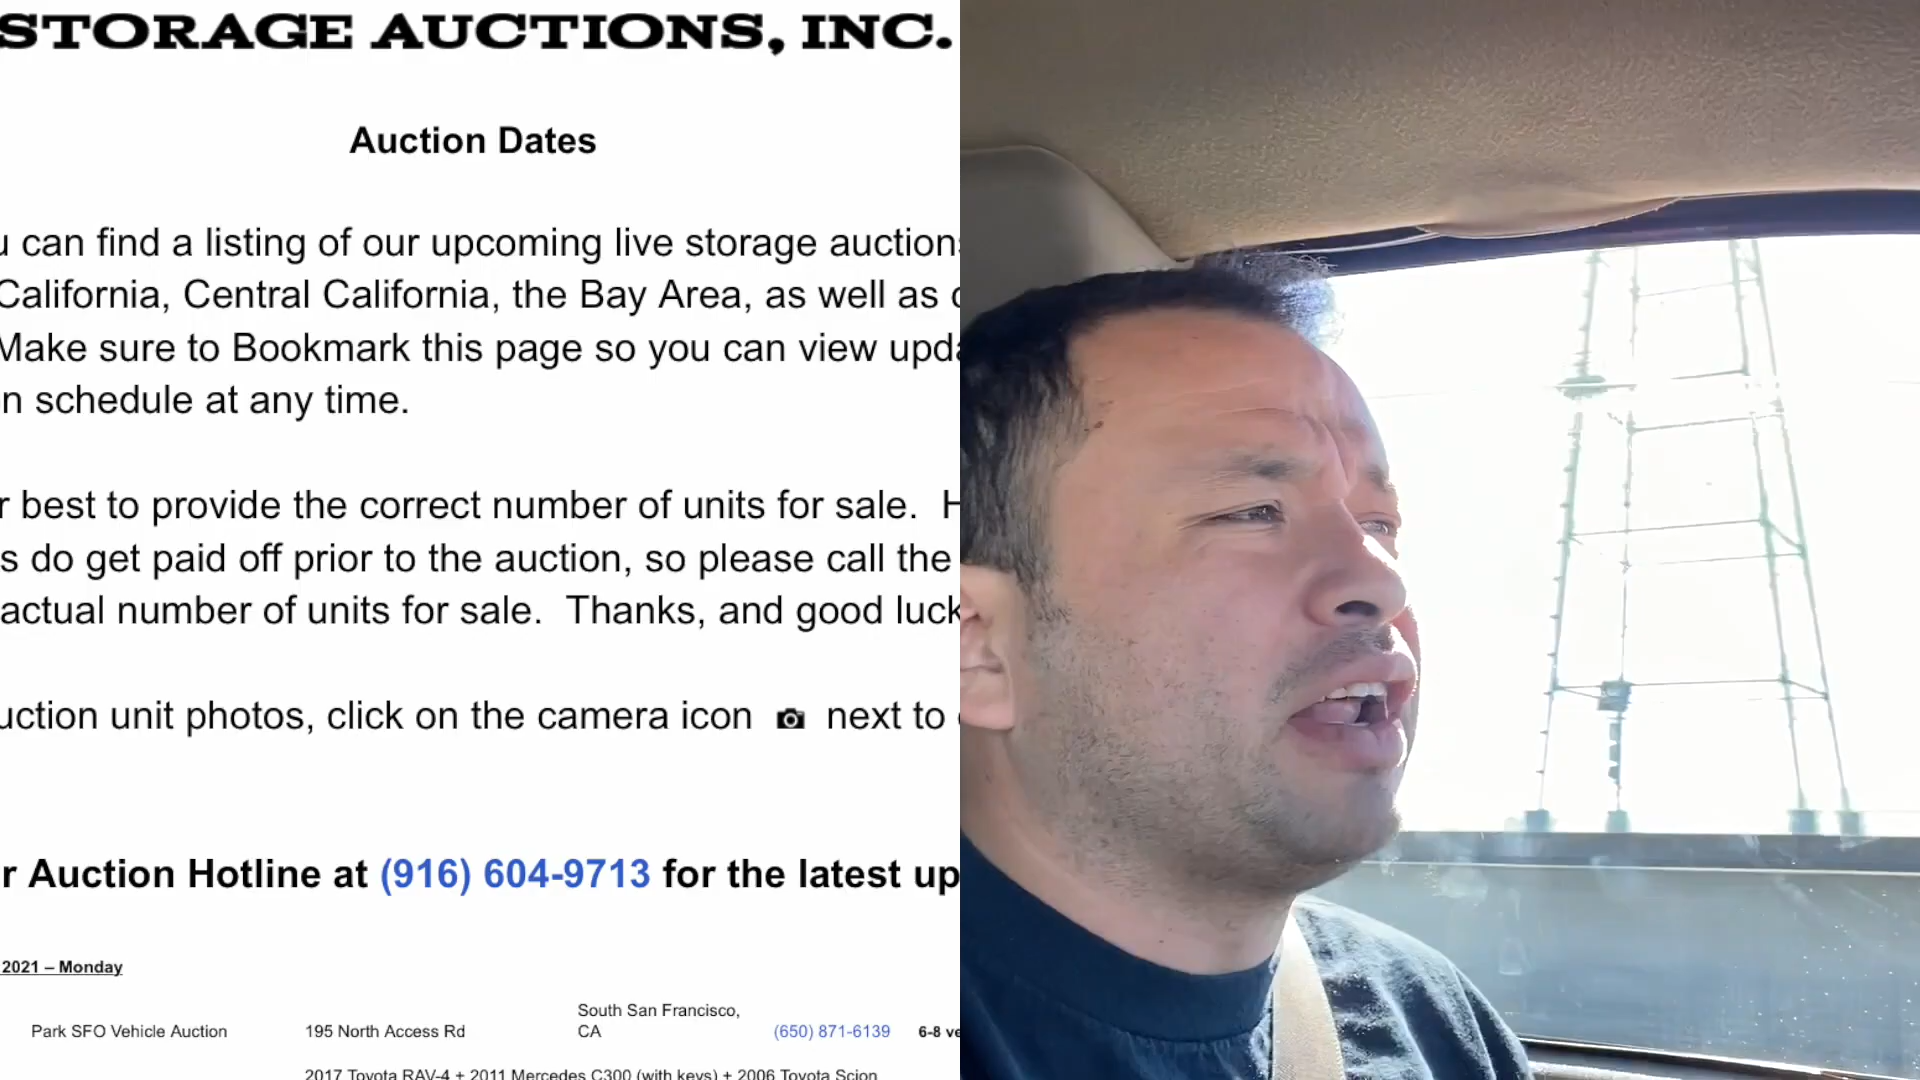 STORAGE AUCTIONS, INC.
Auction Dates
u can find a listing of our upcoming live storage auctions
California, Central California, the Bay Area, as well as
Make sure to Bookmark this page so you can view upda
n schedule at any time.
r best to provide the correct number of units for sale. H
s do get paid off prior to the auction, so please call the
actual number of units for sale. Thanks, and good luck
uction unit photos, click on the camera icon next to
r Auction Hotline at (916) 604-9713 for the latest up
2021 – Monday
South San Francisco,
Park SFO Vehicle Auction 195 North Access Rd CA (650) 871-6139 6-8 ve
2017 Toyota RAV-4 + 2011 Mercedes C300 (with keys) + 2006 Toyota Scion